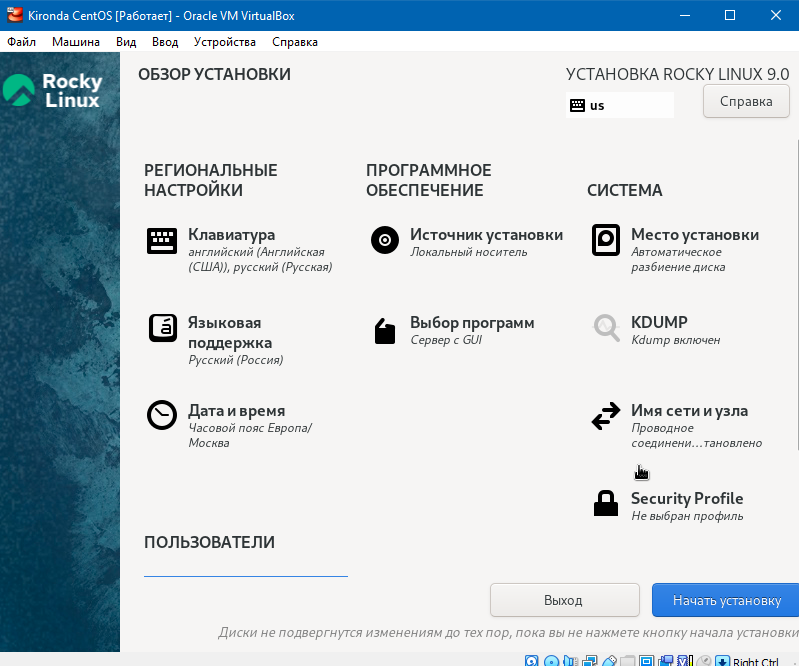 Kironda CentOS [Работает] - Oracle VM VirtualBox
Файл Машина Вид Ввод Устройства Справка
Rocky
Linux
ОБЗОР УСТАНОВКИ
УСТАНОВКА ROCKY LINUX 9.0
us
Справка
РЕГИОНАЛЬНЫЕ
НАСТРОЙКИ
Клавиатура
английский (Английская
(США)), русский (Русская)
Языковая
поддержка
Русский (Россия)
Дата и время
Часовой пояс Европа/
Москва
ПРОГРАММНОЕ
ОБЕСПЕЧЕНИЕ
Источник установки
Локальный носитель
Выбор программ
Сервер с GUI
СИСТЕМА
Место установки
Автоматическое
разбиение диска
KDUMP
Kdump включен
Имя сети и узла
Проводное
соединени...тановлено
Security Profile
Не выбран профиль
ПОЛЬЗОВАТЕЛИ
Выход
Начать установку
Диски не подвергнутся изменениям до тех пор, пока вы не нажмете кнопку начала установки
Right Ctrl